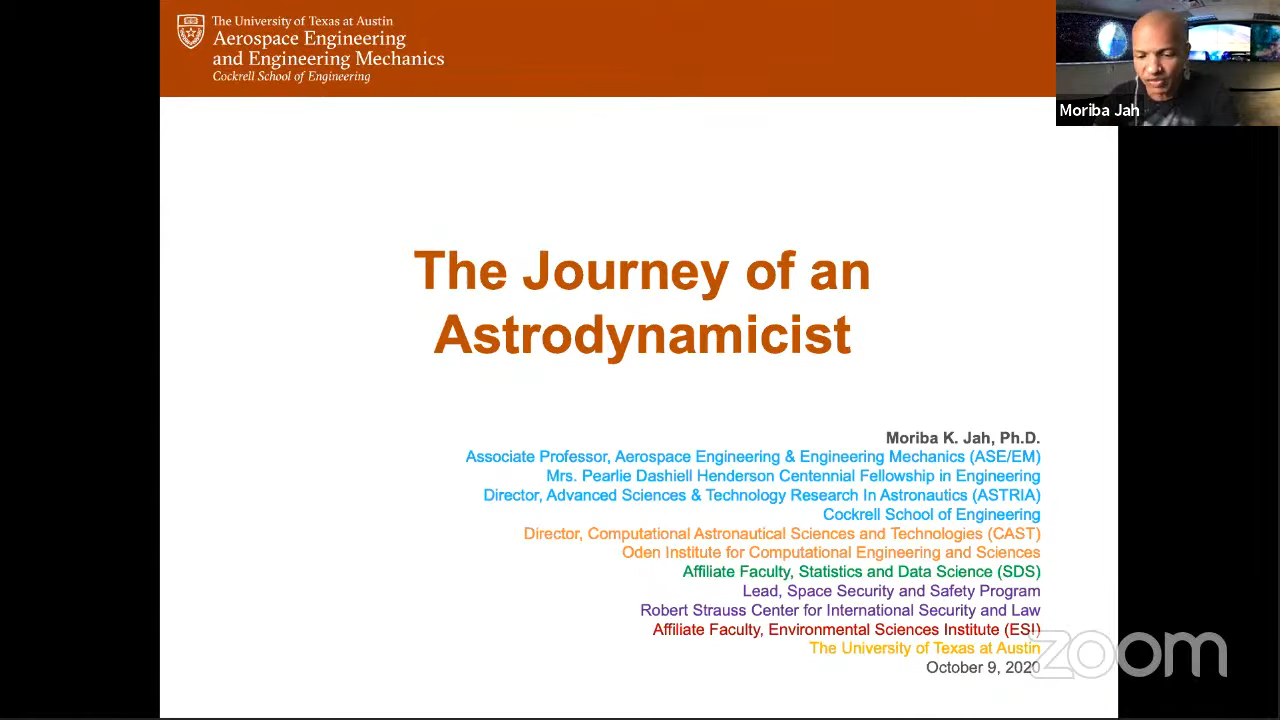 The University of Texas at Austin
Aerospace Engineering
and Engineering Mechanics
Cockrell School of Engineering
Moriba Jah
The Journey of an
Astrodynamicist
Moriba K. Jah, Ph.D.
Associate Professor, Aerospace Engineering & Engineering Mechanics (ASE/EM)
Mrs. Pearlie Dashiell Henderson Centennial Fellowship in Engineering
Director, Advanced Sciences & Technology Research In Astronautics (ASTRIA)
Cockrell School of Engineering
Director, Computational Astronautical Sciences and Technologies (CAST)
Oden Institute for Computational Engineering and Sciences
Affiliate Faculty, Statistics and Data Science (SDS)
Lead, Space Security and Safety Program
Robert Strauss Center for International Security and Law
Affiliate Faculty, Environmental Sciences Institute (ESI)
The University of Texas at Austin
October 9, 2020
zoom